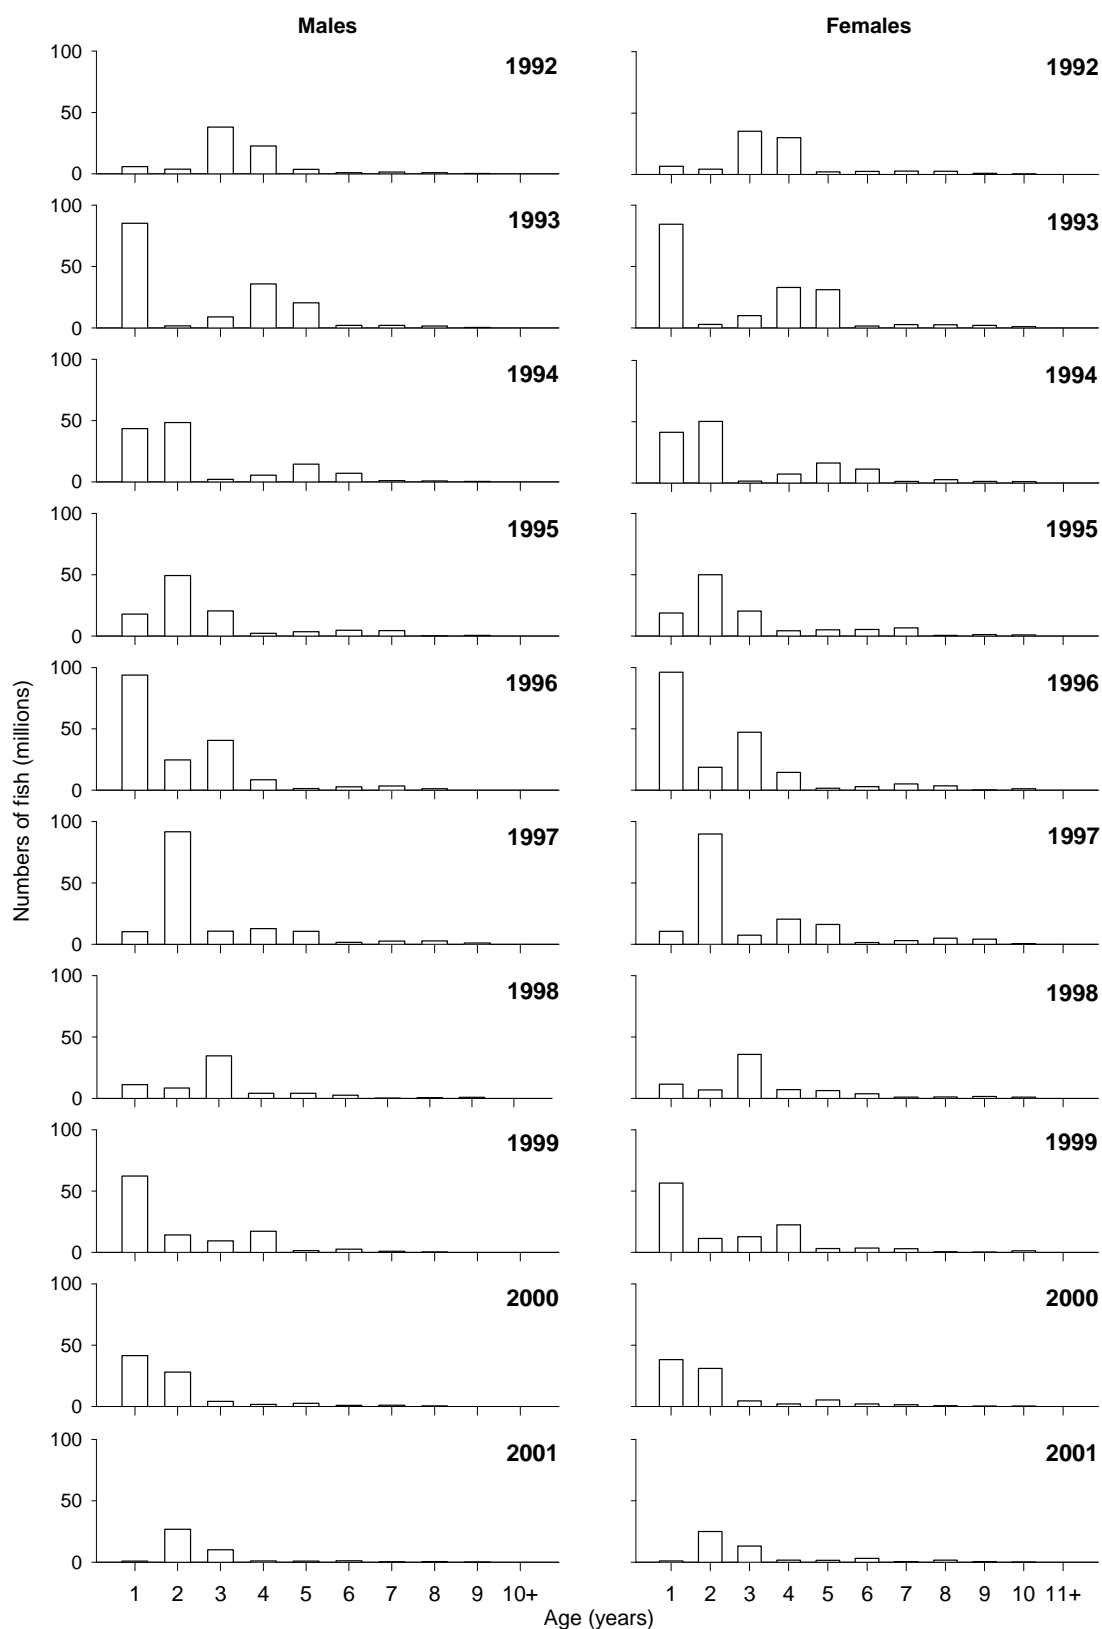 Males Females
100 1992 1992
50
0
100 1993 1993
50
0
100 1994 1994
50
0
100 1995 1995
50
0
100 1996 1996
50
0
100 1997 1997
50
0
100 1998 1998
50
0
100 1999 1999
50
0
100 2000 2000
50
0
100 2001 2001
50
0
Numbers of fish (millions)
1 2 3 4 5 6 7 8 9 10+ 1 2 3 4 5 6 7 8 9 10 11+
Age (years)